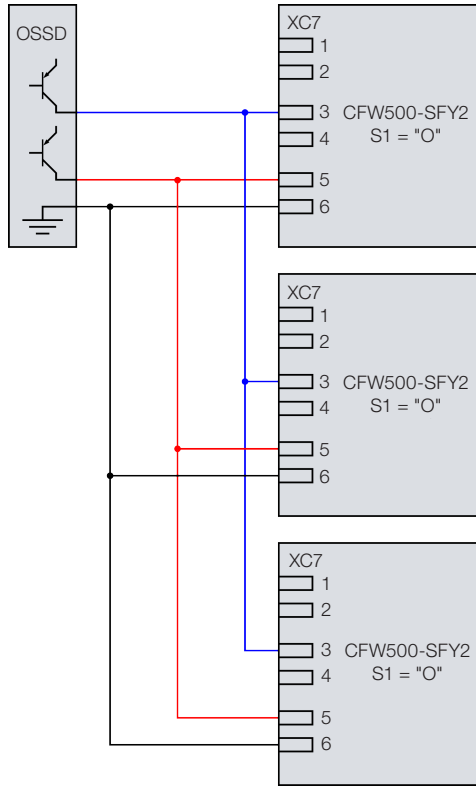 OSSD
XC7
1
2
3
4
5
6
CFW500-SFY2
S1 = "O"
XC7
1
2
3
4
5
6
CFW500-SFY2
S1 = "O"
XC7
1
2
3
4
5
6
CFW500-SFY2
S1 = "O"